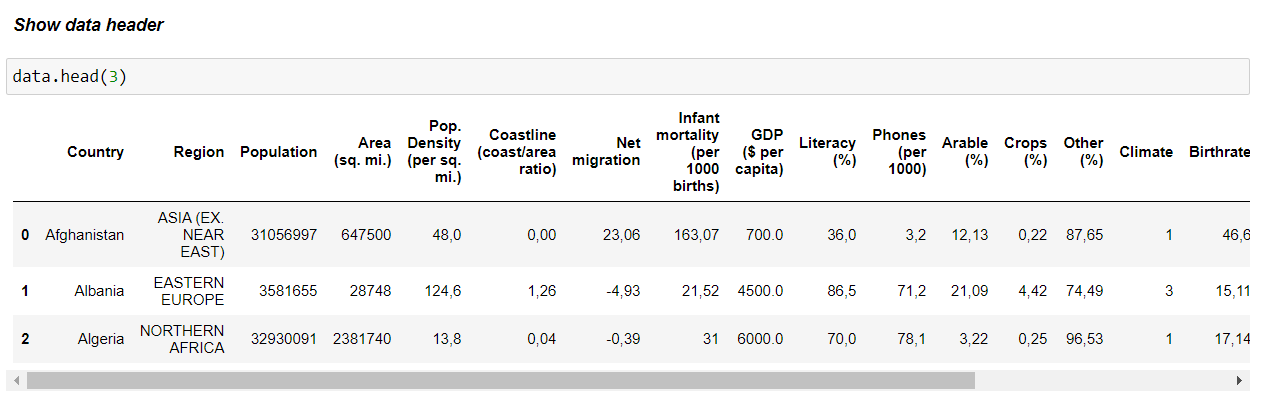 Show data header
data.head(3)
Country Region Population Area (sq. mi.) Pop. Density (per sq. mi.) Coastline (coast/area ratio) Net migration Infant mortality (per 1000 births) GDP ($ per capita) Literacy (%) Phones (per 1000) Arable (%) Crops (%) Other (%) Climate Birthrate
0 Afghanistan ASIA (EX. NEAR EAST) 31056997 647500 48,0 0,00 23,06 163,07 700.0 36,0 3,2 12,13 0,22 87,65 1 46,6
1 Albania EASTERN EUROPE 3581655 28748 124,6 1,26 -4,93 21,52 4500.0 86,5 71,2 21,09 4,42 74,49 3 15,11
2 Algeria NORTHERN AFRICA 32930091 2381740 13,8 0,04 -0,39 31 6000.0 70,0 78,1 3,22 0,25 96,53 1 17,14